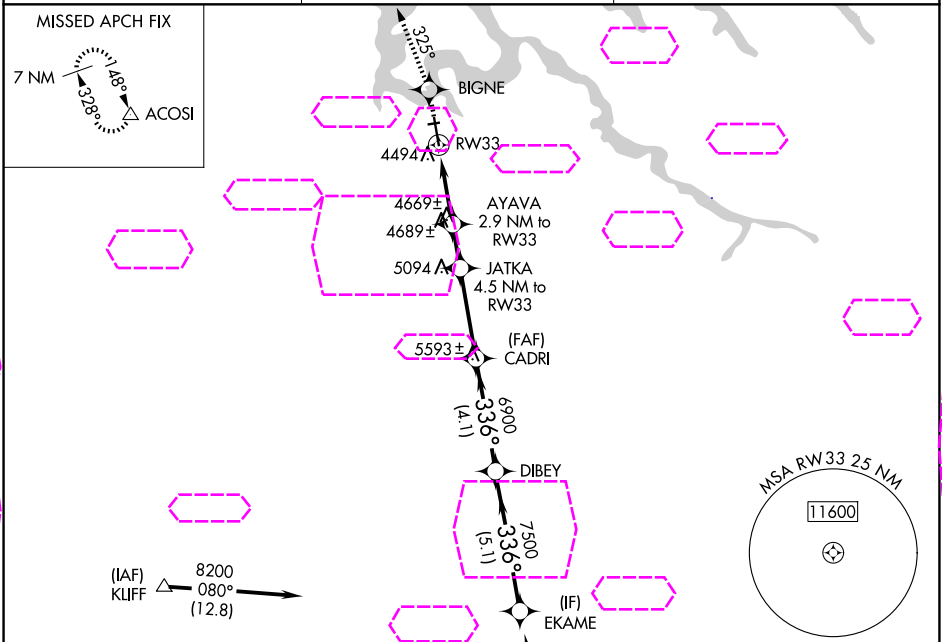 MISSED APCH FIX
7 NM
148°
328°
ACOSI
325°
BIGNE
RW33
4494
4669±
AYAVA
2.9 NM to
RW33
4689±
5094
JATKA
4.5 NM to
RW33
(FAF)
CADRI
5593±
6900
336°
(4.1)
DIBEY
7500
336°
(5.1)
(IF)
EKAME
(IAF)
KLIFF
8200
080°
(12.8)
MSA RW33 25 NM
11600